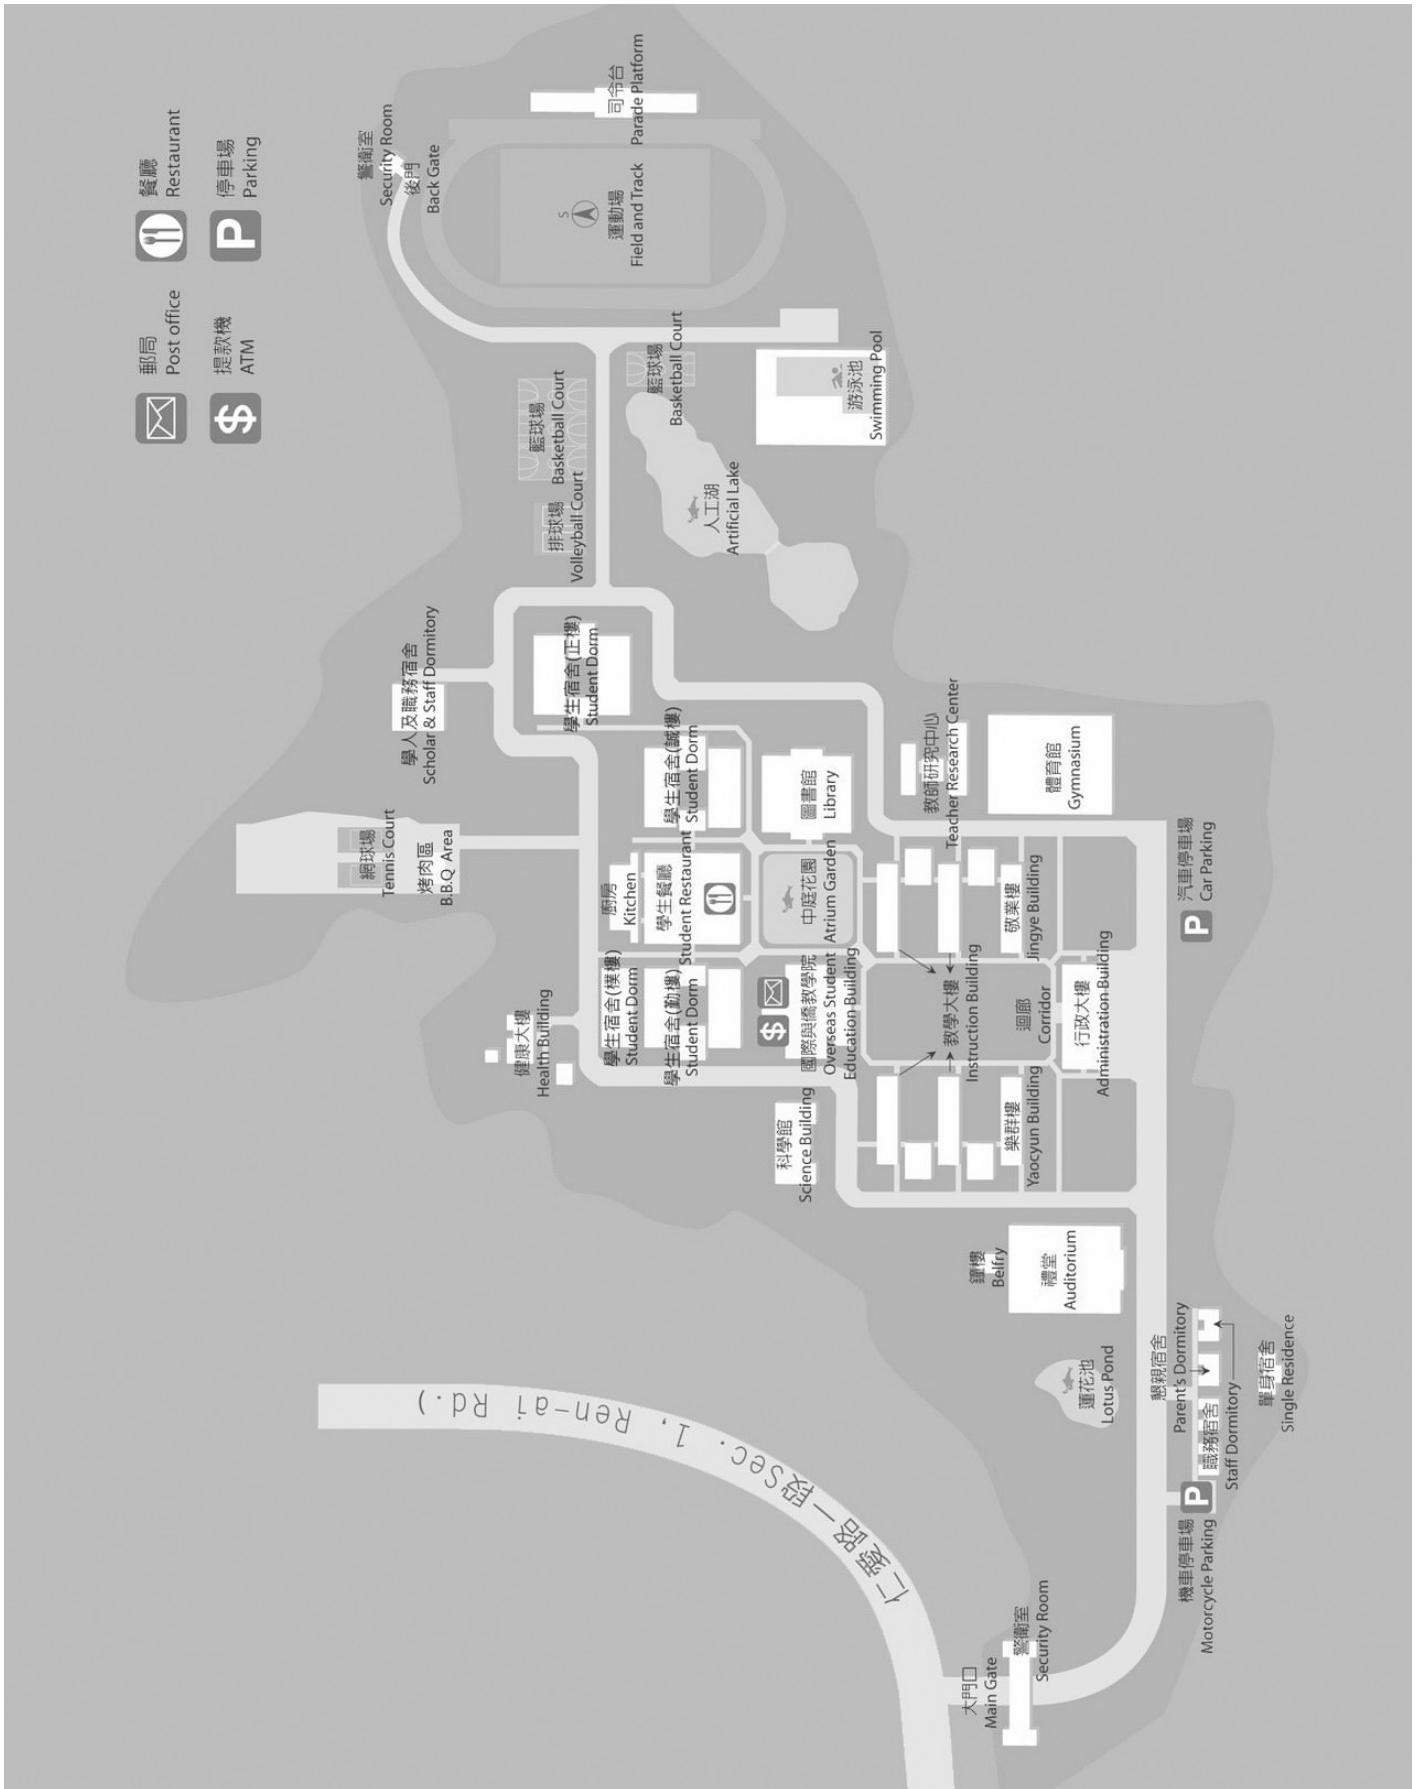 餐廳
Restaurant
停車場
Parking
郵局
Post office
提款機
ATM
警衛室
Security Room
後門
Back Gate
司令台
Parade Platform
S
運動場
Field and Track
籃球場
Basketball Court
籃球場
Basketball Court
排球場
Volleyball Court
人工湖
Artificial Lake
游泳池
Swimming Pool
學人及職務宿舍
Scholar & Staff Dormitory
學生宿舍(正樓)
Student Dorm
網球場
Tennis Court
烤肉區
B.B.Q Area
學生宿舍(誠樓)
Student Dorm
廚房
Kitchen
學生餐廳
Student Restaurant
圖書館
Library
中庭花園
Atrium Garden
教師研究中心
Teacher Research Center
體育館
Gymnasium
健康大樓
Health Building
學生宿舍(樸樓)
Student Dorm
學生宿舍(勤樓)
Student Dorm
國際與僑教學院
Overseas Student
Education Building
教學大樓
Instruction Building
敬業樓
Jingye Building
迴廊
Corridor
行政大樓
Administration Building
P
汽車停車場
Car Parking
科學館
Science Building
樂群樓
Yaocyun Building
鐘樓
Belfry
禮堂
Auditorium
蓮花池
Lotus Pond
懇親宿舍
Parent's Dormitory
職務宿舍
Staff Dormitory
單身宿舍
Single Residence
P
機車停車場
Motorcycle Parking
仁愛路一段Sec. 1, Ren-ai Rd.)
大門口
Main Gate
警衛室
Security Room